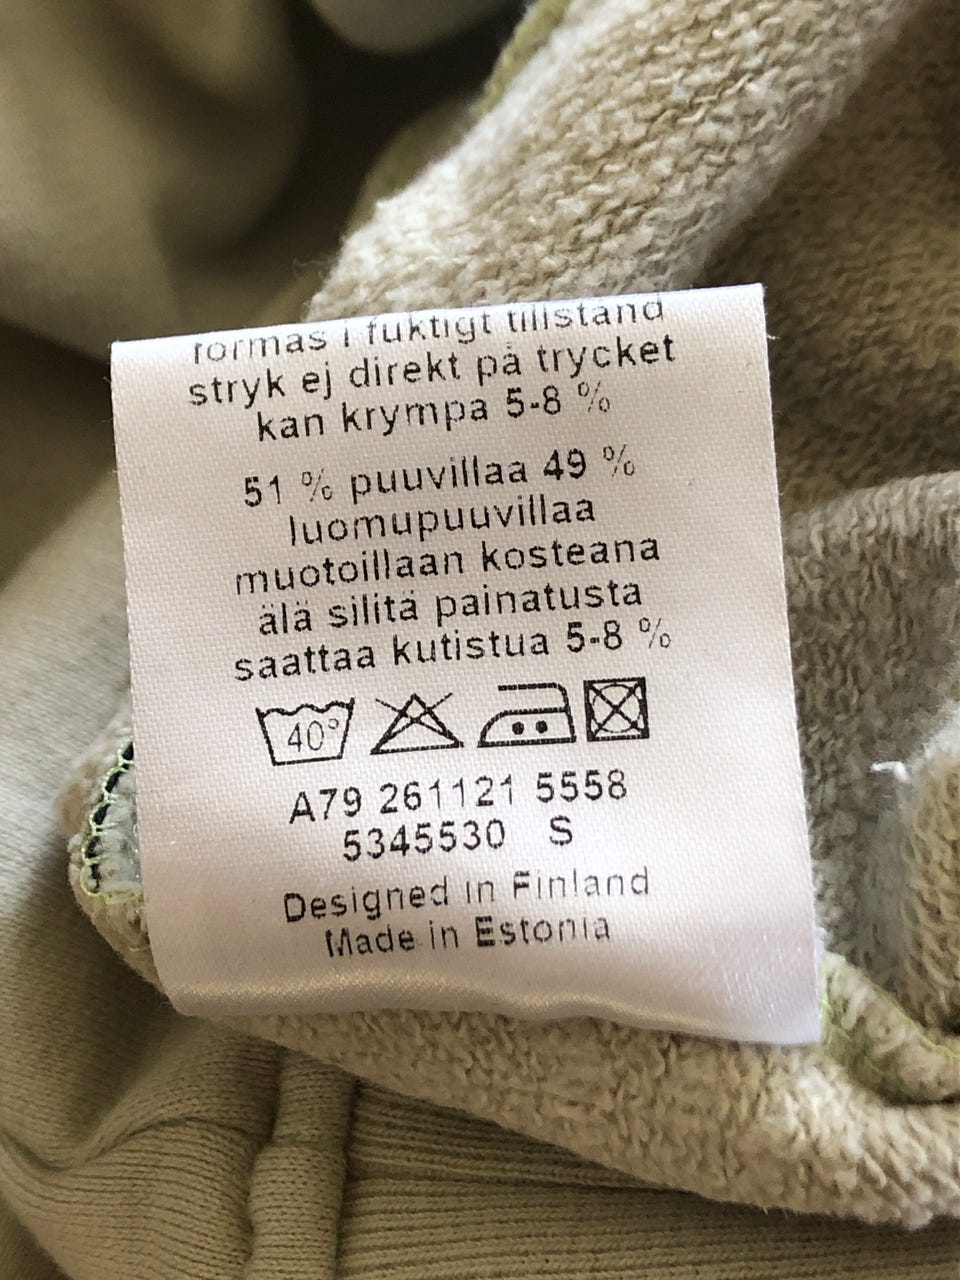 formas i fuktigt tillstånd
stryk ej direkt på trycket
kan krympa 5-8 %
51 % puuvillaa 49 %
luomupuuvillaa
muotoillaan kosteana
älä silitä painatusta
saattaa kutistua 5-8 %
40°
A79 261121 5558
5345530 S
Designed in Finland
Made in Estonia